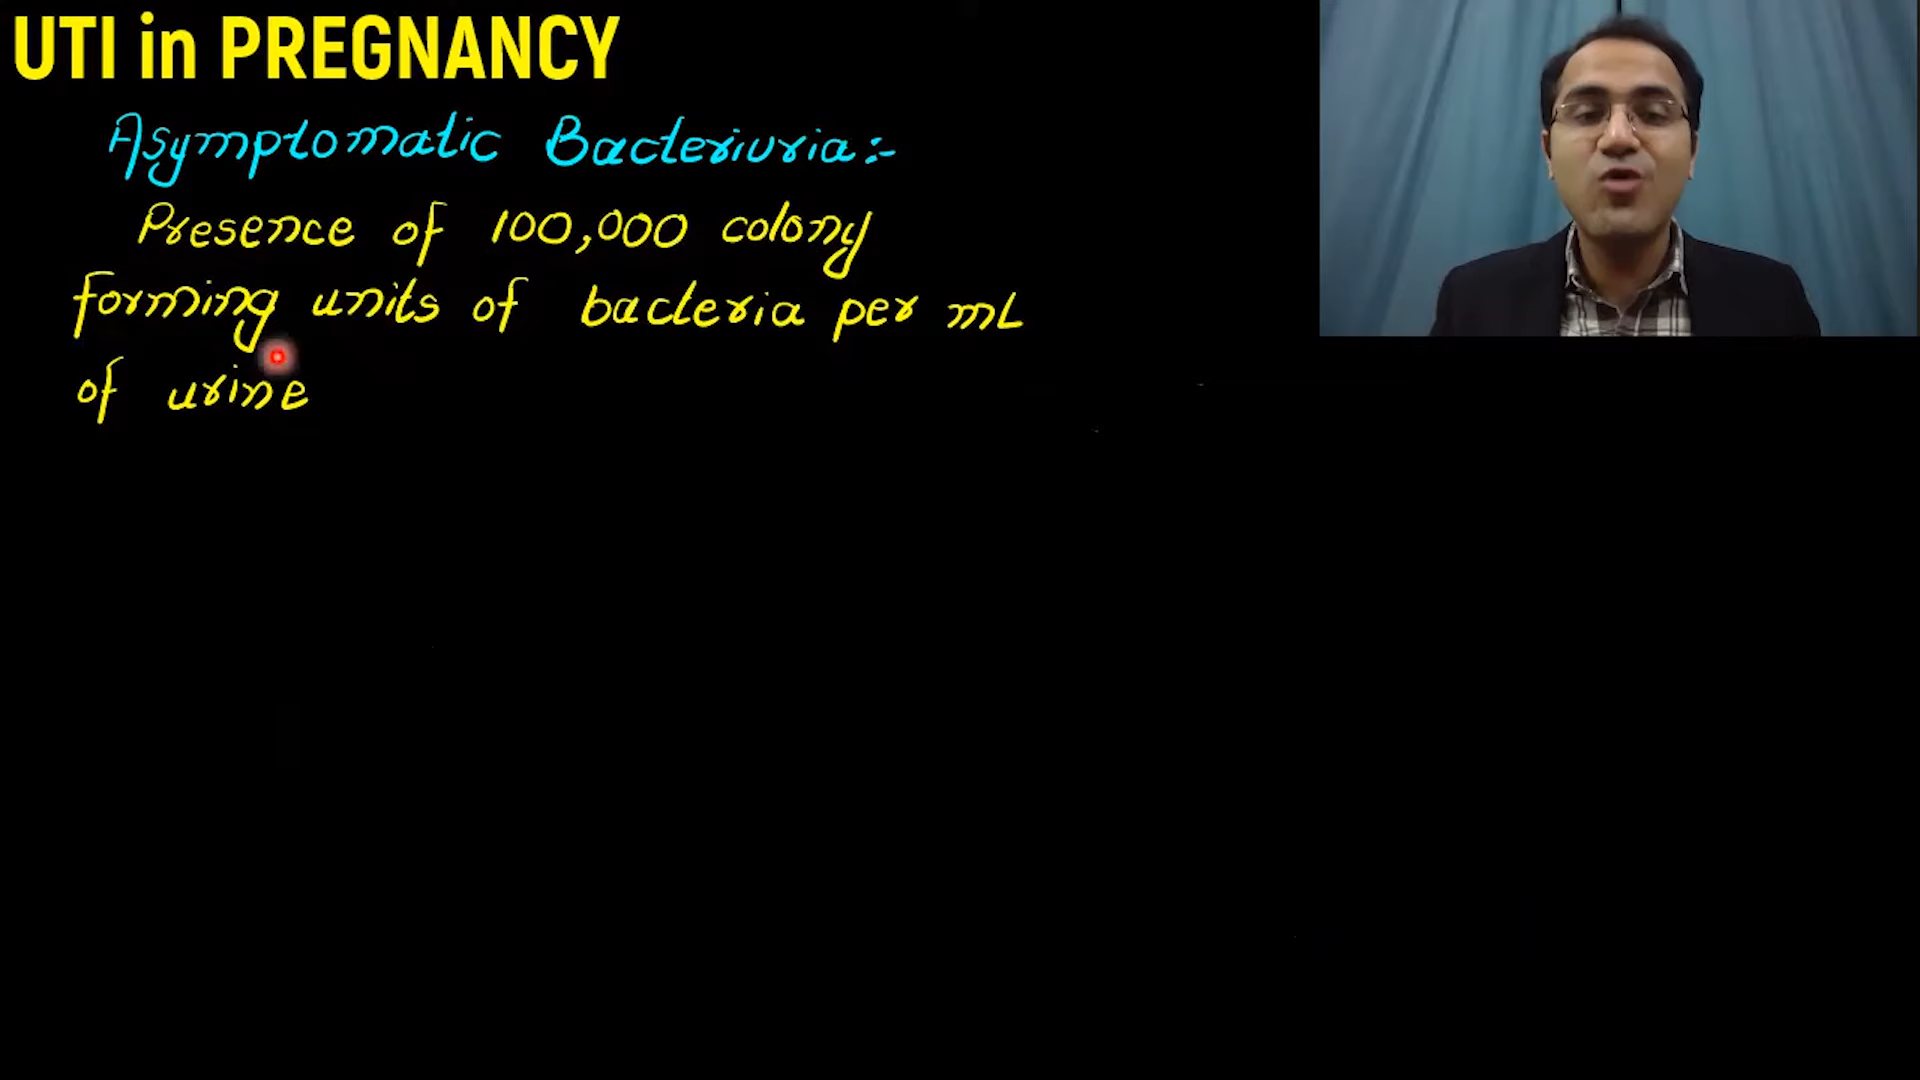 UTI in PREGNANCY
Asymptomatic Bacteriuria:-
Presence of 100,000 colony
forming units of bacteria per mL
of urine